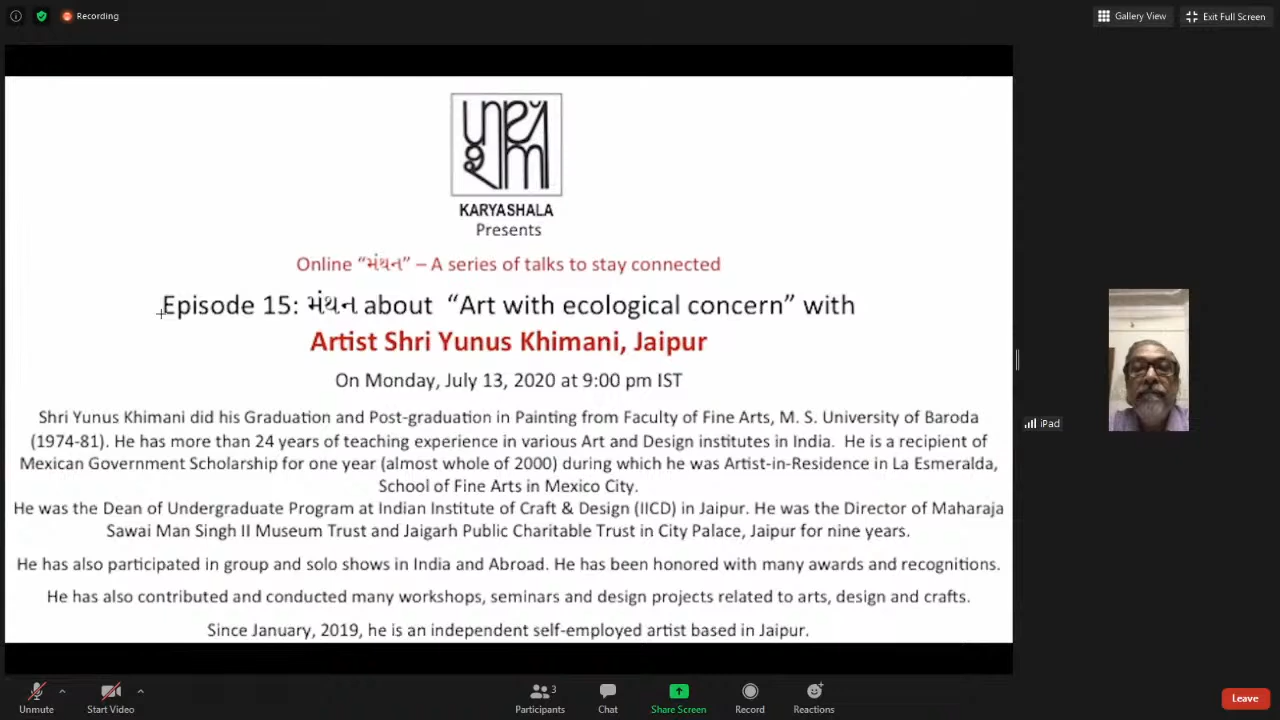 Recording
Gallery View
Exit Full Screen
KARYASHALA
Presents
Online “મંથન” – A series of talks to stay connected
Episode 15: મંથન about “Art with ecological concern” with
Artist Shri Yunus Khimani, Jaipur
On Monday, July 13, 2020 at 9:00 pm IST
Shri Yunus Khimani did his Graduation and Post-graduation in Painting from Faculty of Fine Arts, M. S. University of Baroda
(1974-81). He has more than 24 years of teaching experience in various Art and Design institutes in India. He is a recipient of
Mexican Government Scholarship for one year (almost whole of 2000) during which he was Artist-in-Residence in La Esmeralda,
School of Fine Arts in Mexico City.
He was the Dean of Undergraduate Program at Indian Institute of Craft & Design (IICD) in Jaipur. He was the Director of Maharaja
Sawai Man Singh II Museum Trust and Jaigarh Public Charitable Trust in City Palace, Jaipur for nine years.
He has also participated in group and solo shows in India and Abroad. He has been honored with many awards and recognitions.
He has also contributed and conducted many workshops, seminars and design projects related to arts, design and crafts.
Since January, 2019, he is an independent self-employed artist based in Jaipur.
iPad
Unmute
Start Video
3
Participants
Chat
Share Screen
Record
Reactions
Leave